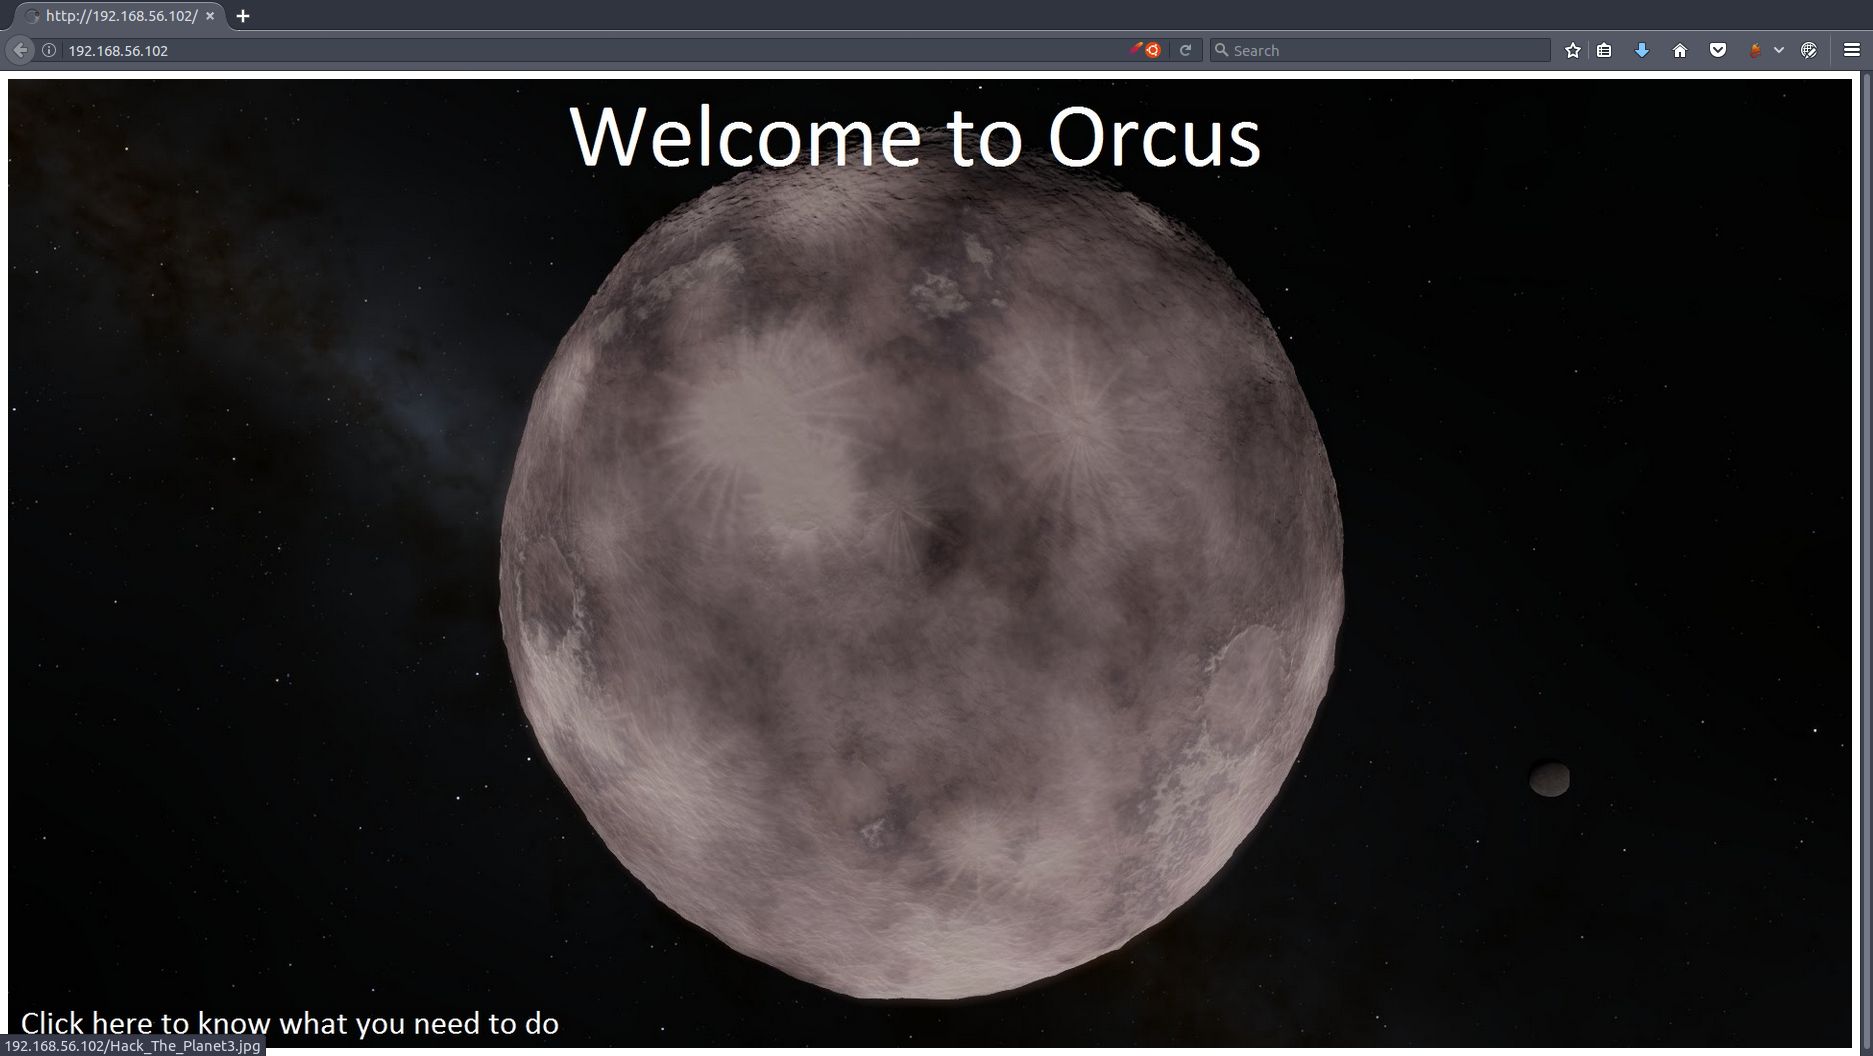 http://192.168.56.102/
192.168.56.102
Search
Welcome to Orcus
Click here to know what you need to do
192.168.56.102/Hack_The_Planet3.jpg